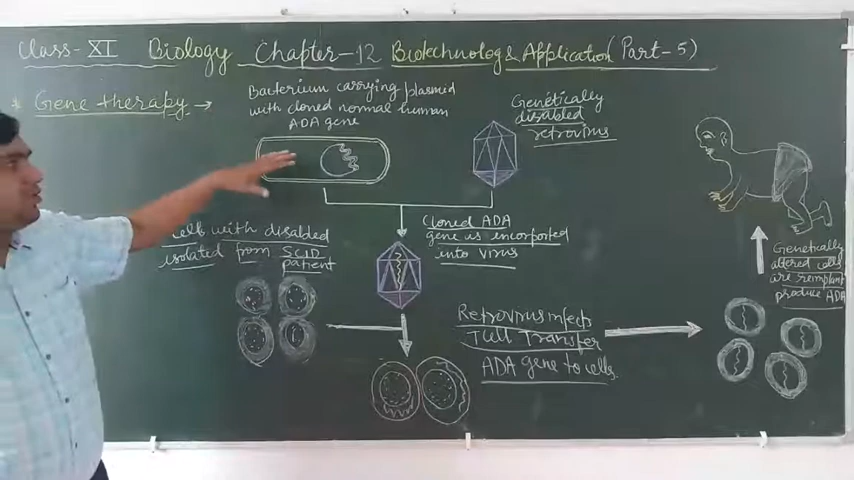 Class-XI Biology Chapter-12 Biotechnology & Application (Part-5)
* Gene therapy →
Bacterium carrying plasmid
with cloned normal human
ADA gene
Genetically
disabled
retrovirus
Cells with disabled
isolated from SCID
patient
Cloned ADA
gene is incorported
into virus
Retrovirus infects
T Cell Transfer
ADA gene to cells.
Genetically
altered cells
are reimplant
produce ADA